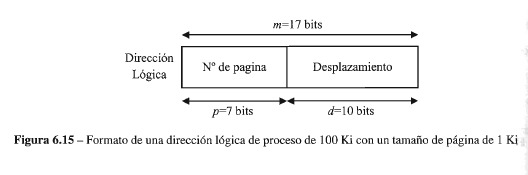 m=17 bits
Dirección
Lógica
Nº de pagina
Desplazamiento
p=7 bits
d=10 bits
Figura 6.15 – Formato de una dirección lógica de proceso de 100 Ki con un tamaño de página de 1 Ki